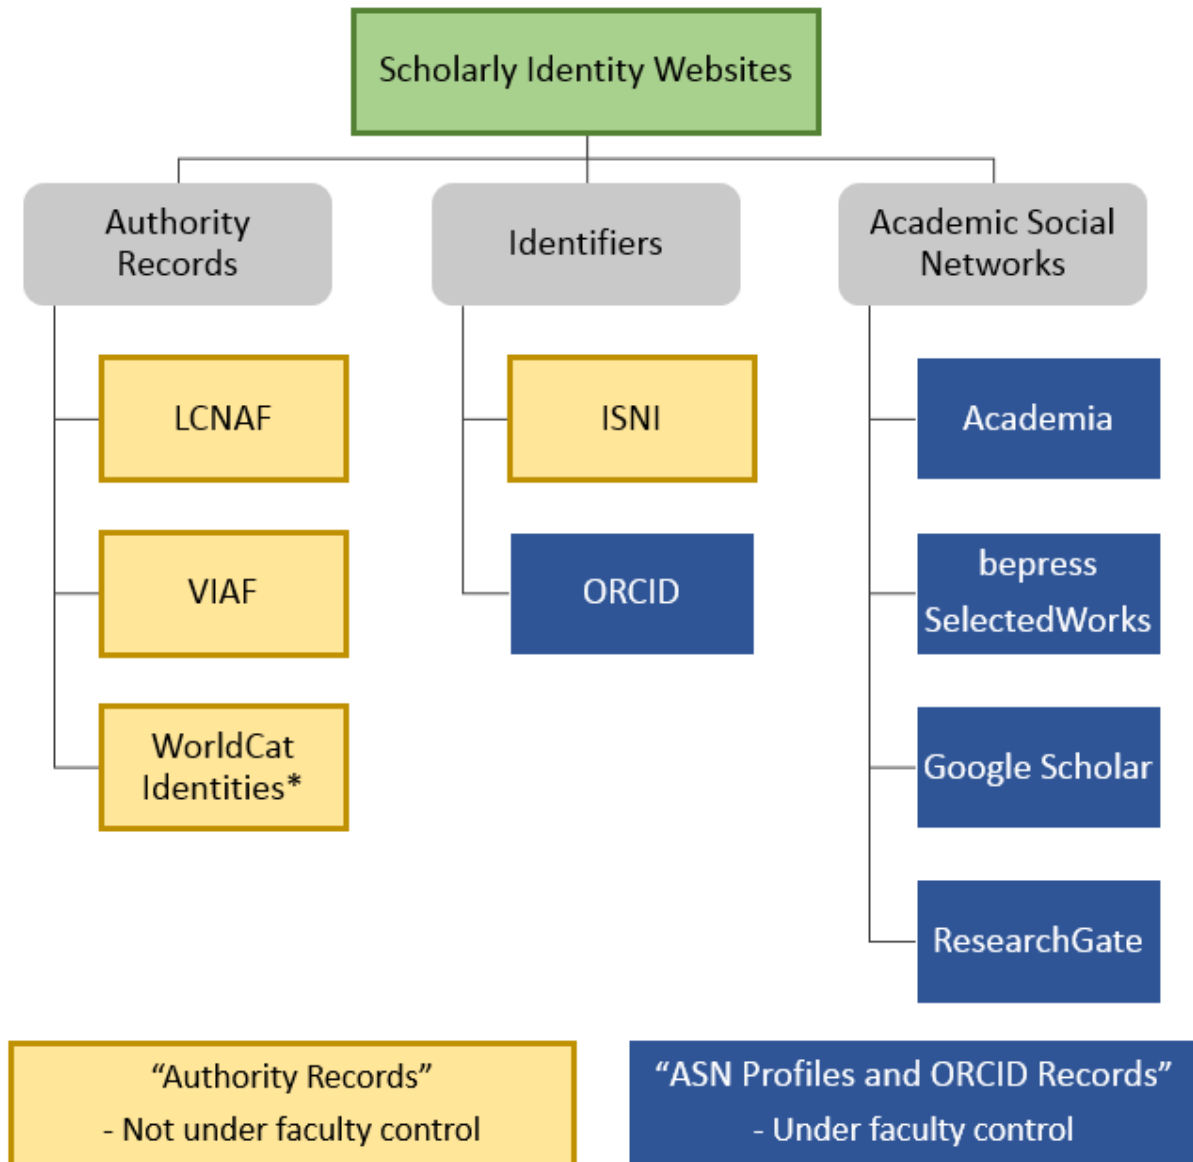 Scholarly Identity Websites
Authority
Records
Identifiers
Academic Social
Networks
LCNAF
VIAF
WorldCat
Identities*
ISNI
ORCID
Academia
bepress
SelectedWorks
Google Scholar
ResearchGate
“Authority Records”
- Not under faculty control
“ASN Profiles and ORCID Records”
- Under faculty control